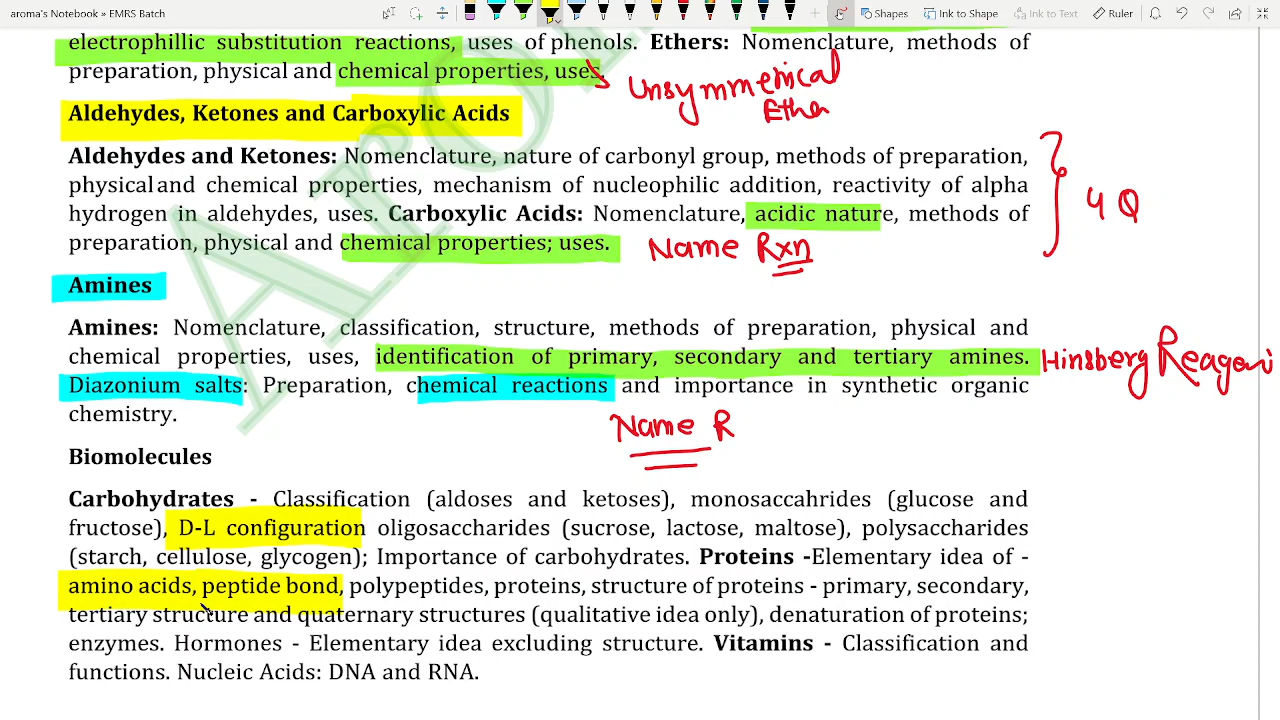 aroma's Notebook » EMRS Batch
Shapes Ink to Shape Ink to Text Ruler
electrophillic substitution reactions, uses of phenols. Ethers: Nomenclature, methods of
preparation, physical and chemical properties, uses.
Unsymmetrical
Ether
Aldehydes, Ketones and Carboxylic Acids
Aldehydes and Ketones: Nomenclature, nature of carbonyl group, methods of preparation,
physical and chemical properties, mechanism of nucleophilic addition, reactivity of alpha
hydrogen in aldehydes, uses. Carboxylic Acids: Nomenclature, acidic nature, methods of
4 Q
preparation, physical and chemical properties; uses.
Name Rxn
Amines
Amines: Nomenclature, classification, structure, methods of preparation, physical and
chemical properties, uses, identification of primary, secondary and tertiary amines.
Hinsberg Reagent
Diazonium salts: Preparation, chemical reactions and importance in synthetic organic
chemistry.
Name R
Biomolecules
Carbohydrates - Classification (aldoses and ketoses), monosaccahrides (glucose and
fructose), D-L configuration oligosaccharides (sucrose, lactose, maltose), polysaccharides
(starch, cellulose, glycogen); Importance of carbohydrates. Proteins -Elementary idea of -
amino acids, peptide bond, polypeptides, proteins, structure of proteins - primary, secondary,
tertiary structure and quaternary structures (qualitative idea only), denaturation of proteins;
enzymes. Hormones - Elementary idea excluding structure. Vitamins - Classification and
functions. Nucleic Acids: DNA and RNA.